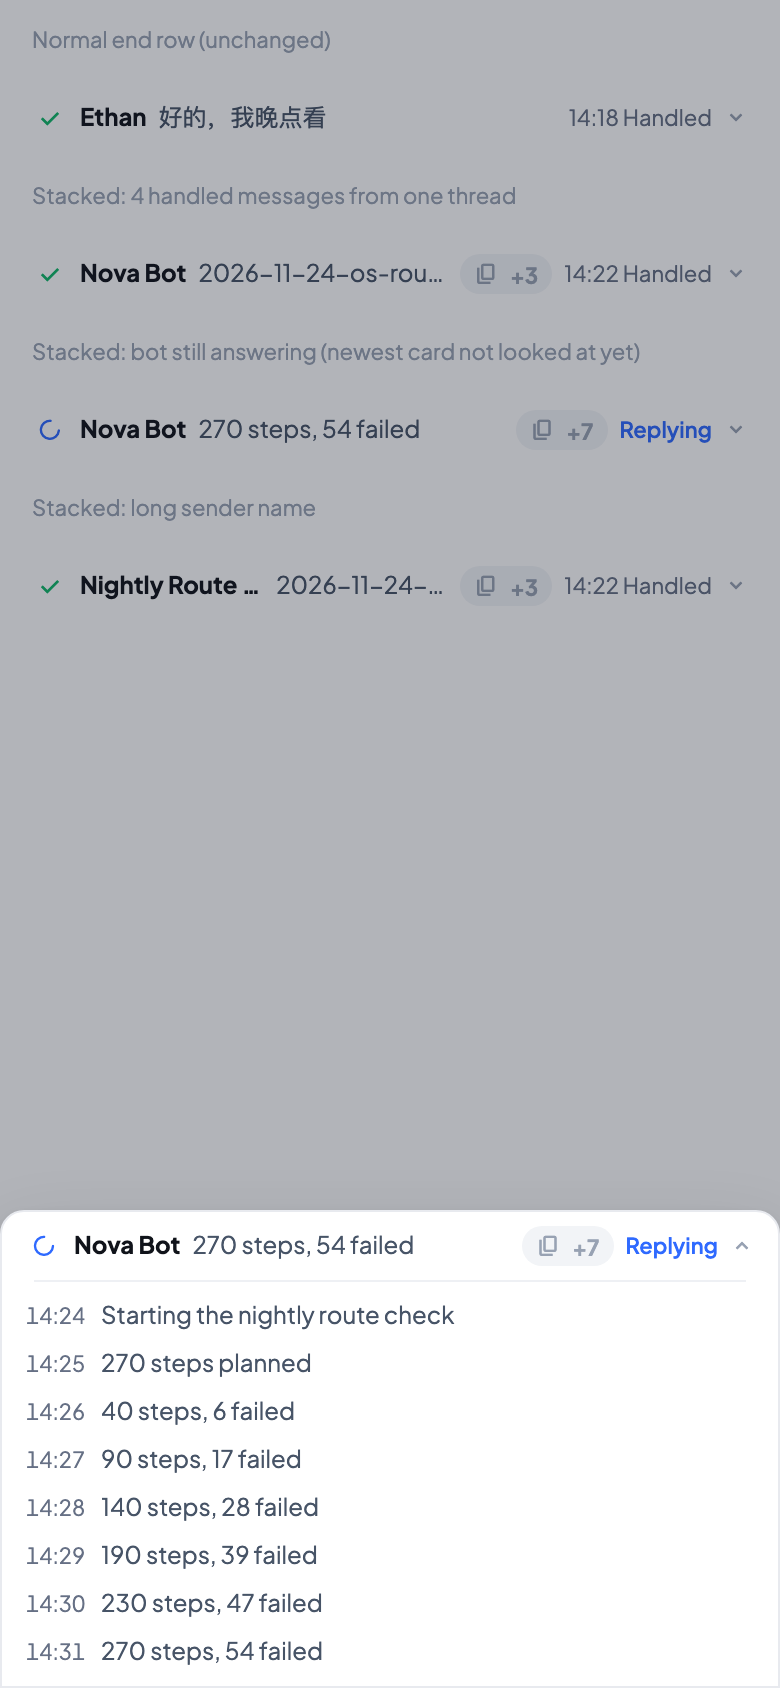 Normal end row (unchanged)
Ethan 好的，我晚点看 14:18 Handled
Stacked: 4 handled messages from one thread
Nova Bot 2026-11-24-os-rou... +3 14:22 Handled
Stacked: bot still answering (newest card not looked at yet)
Nova Bot 270 steps, 54 failed +7 Replying
Stacked: long sender name
Nightly Route ... 2026-11-24-... +3 14:22 Handled
Nova Bot 270 steps, 54 failed +7 Replying
14:24 Starting the nightly route check
14:25 270 steps planned
14:26 40 steps, 6 failed
14:27 90 steps, 17 failed
14:28 140 steps, 28 failed
14:29 190 steps, 39 failed
14:30 230 steps, 47 failed
14:31 270 steps, 54 failed